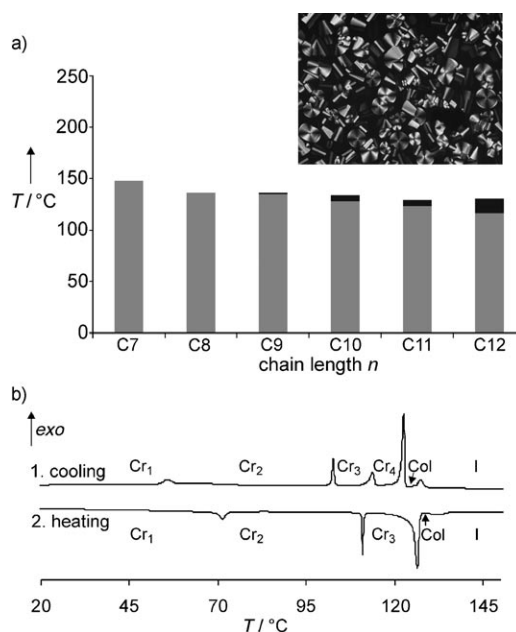 a)
250
200
150
T / °C
100
50
0
C7 C8 C9 C10 C11 C12
chain length n
b)
exo
1. cooling Cr1 Cr2 Cr3 Cr4 Col I
2. heating Cr1 Cr2 Cr3 Col I
20 45 70 95 120 145
T / °C